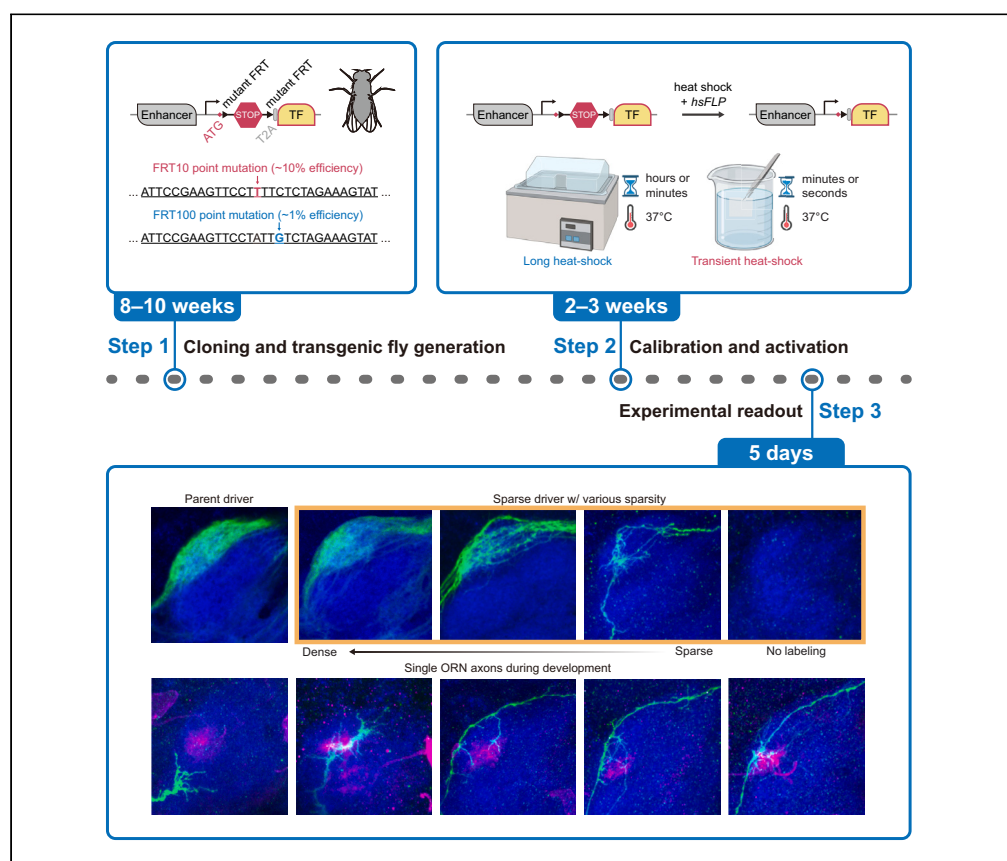 mutant FRT
mutant FRT
Enhancer
STOP
TF
ATG
T2A
FRT10 point mutation (~10% efficiency)
... ATTCCGAAGTTCCTTTTCTCTAGAAAGTAT ...
FRT100 point mutation (~1% efficiency)
... ATTCCGAAGTTCCTATTGTCTAGAAAGTAT ...
heat shock
+ hsFLP
Enhancer
STOP
TF
Enhancer
TF
hours or
minutes
37°C
Long heat-shock
minutes or
seconds
37°C
Transient heat-shock
8–10 weeks
2–3 weeks
Step 1 Cloning and transgenic fly generation
Step 2 Calibration and activation
Experimental readout Step 3
5 days
Parent driver
Sparse driver w/ various sparsity
Dense
Sparse
No labeling
Single ORN axons during development